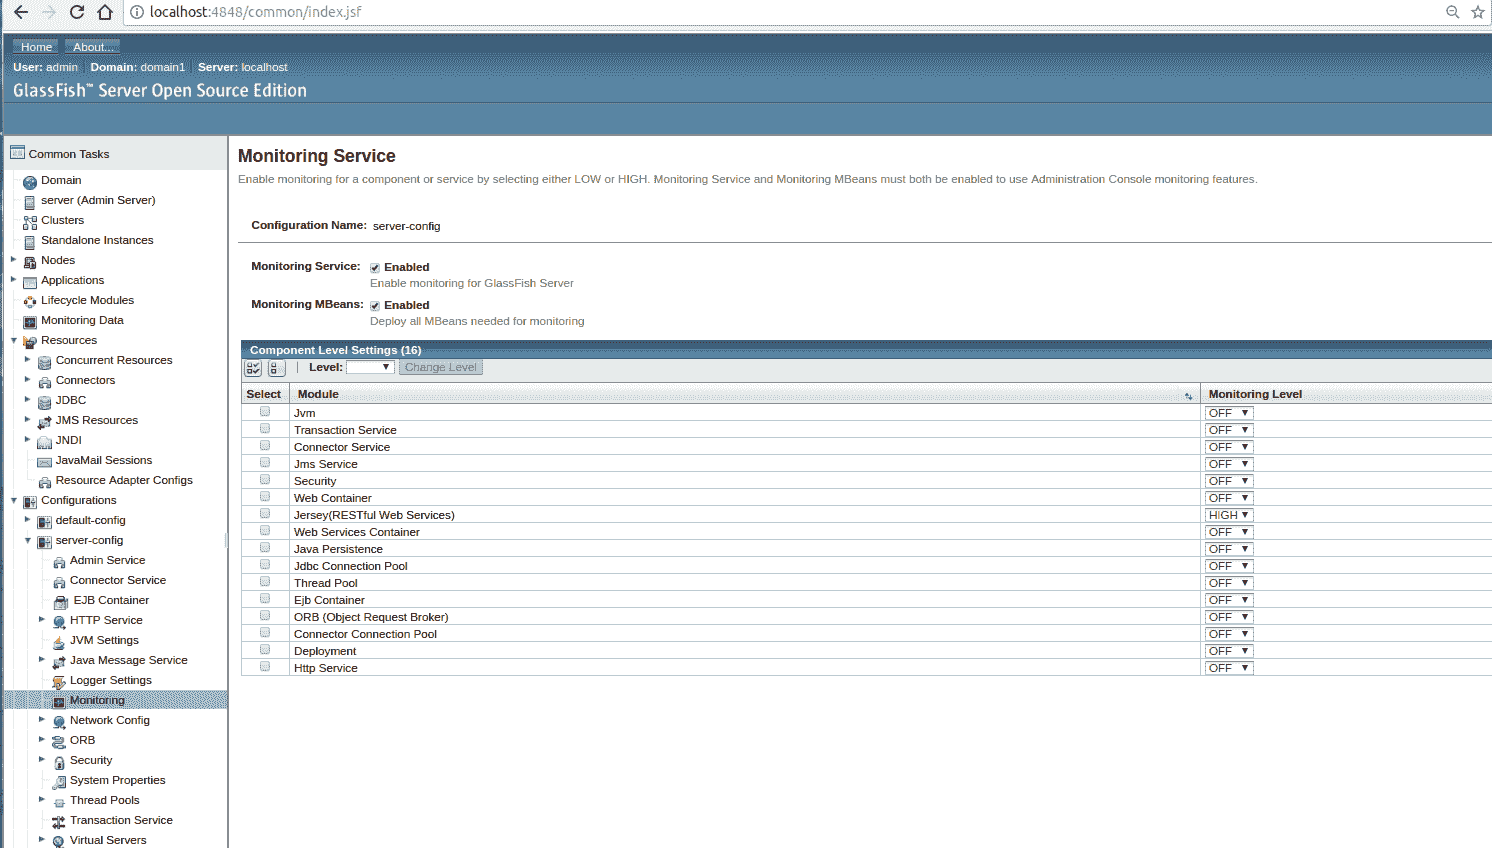 localhost:4848/common/index.jsf
Home About...
User: admin Domain: domain1 Server: localhost
GlassFish™ Server Open Source Edition
Common Tasks
Domain
server (Admin Server)
Clusters
Standalone Instances
Nodes
Applications
Lifecycle Modules
Monitoring Data
Resources
Concurrent Resources
Connectors
JDBC
JMS Resources
JNDI
JavaMail Sessions
Resource Adapter Configs
Configurations
default-config
server-config
Admin Service
Connector Service
EJB Container
HTTP Service
JVM Settings
Java Message Service
Logger Settings
Monitoring
Network Config
ORB
Security
System Properties
Thread Pools
Transaction Service
Virtual Servers
Monitoring Service
Enable monitoring for a component or service by selecting either LOW or HIGH. Monitoring Service and Monitoring MBeans must both be enabled to use Administration Console monitoring features.
Configuration Name: server-config
Monitoring Service: Enabled
Enable monitoring for GlassFish Server
Monitoring MBeans: Enabled
Deploy all MBeans needed for monitoring
Component Level Settings (16)
Level: Change Level
Select Module Monitoring Level
Jvm OFF
Transaction Service OFF
Connector Service OFF
Jms Service OFF
Security OFF
Web Container OFF
Jersey(RESTful Web Services) HIGH
Web Services Container OFF
Java Persistence OFF
Jdbc Connection Pool OFF
Thread Pool OFF
Ejb Container OFF
ORB (Object Request Broker) OFF
Connector Connection Pool OFF
Deployment OFF
Http Service OFF